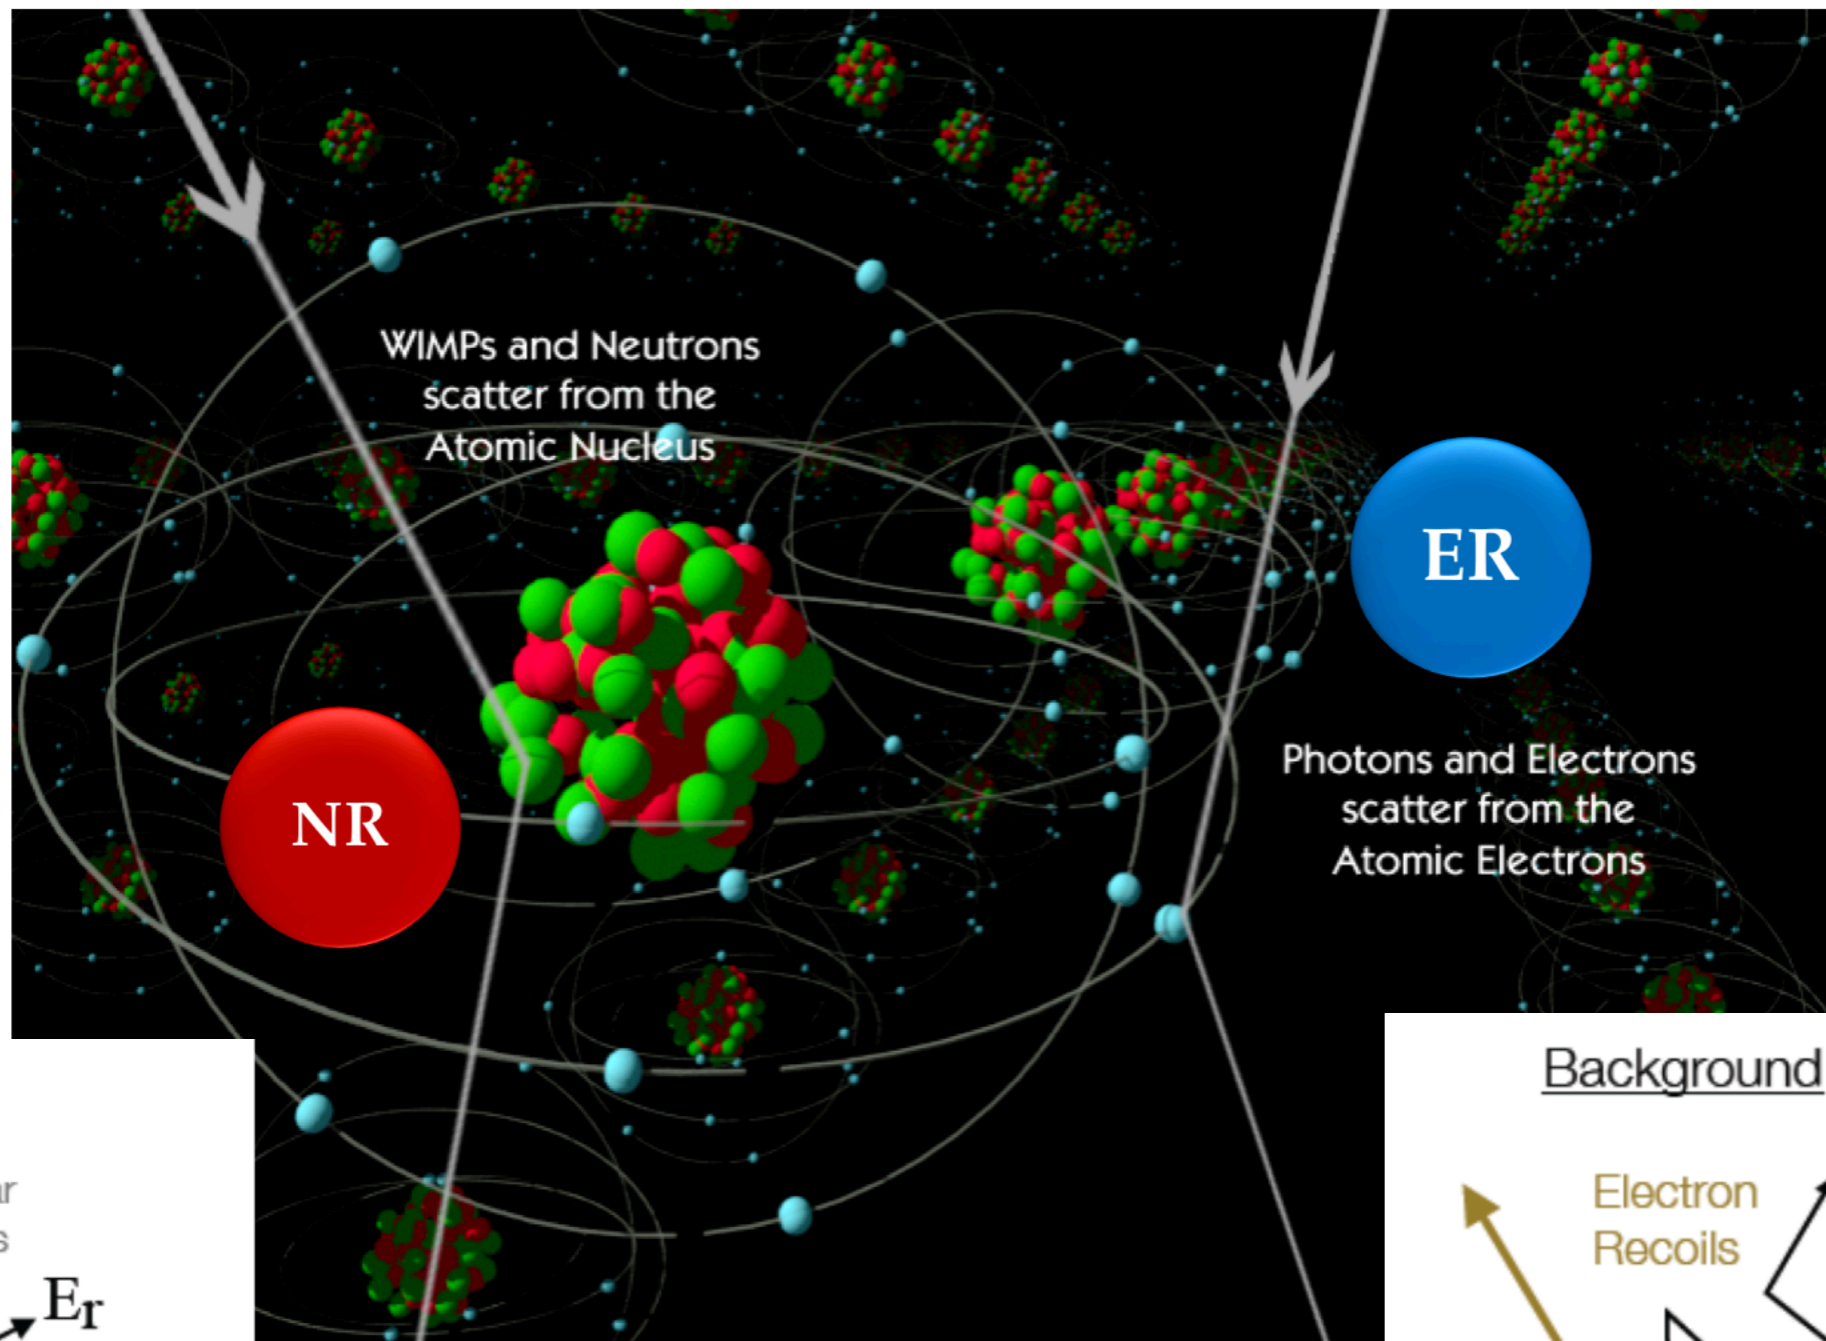 WIMPs and Neutrons
scatter from the
Atomic Nucleus
ER
NR
Photons and Electrons
scatter from the
Atomic Electrons
Background
Electron
Recoils
Er